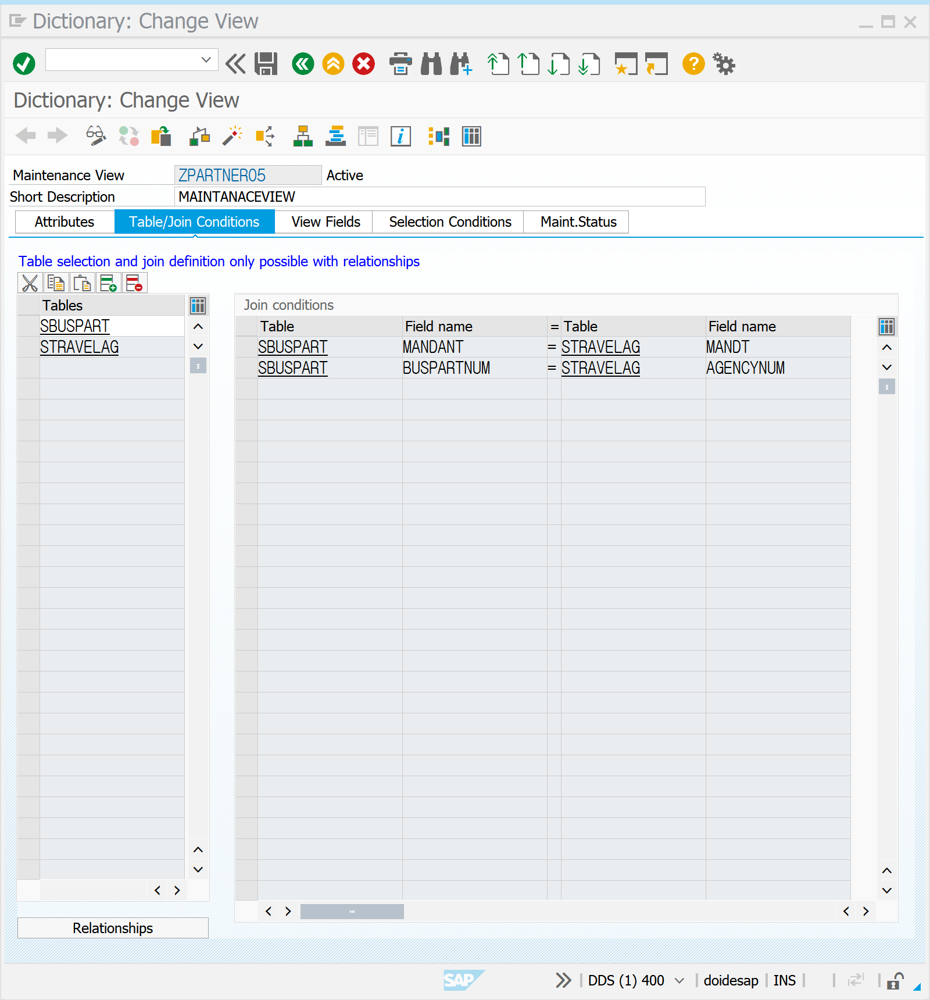 Dictionary: Change View
Dictionary: Change View
Maintenance View ZPARTNER05 Active
Short Description MAINTANACEVIEW
Attributes Table/Join Conditions View Fields Selection Conditions Maint.Status
Table selection and join definition only possible with relationships
Tables
SBUSPART
STRAVELAG
Join conditions
Table Field name = Table Field name
SBUSPART MANDANT = STRAVELAG MANDT
SBUSPART BUSPARTNUM = STRAVELAG AGENCYNUM
Relationships
SAP DDS (1) 400 doidesap INS